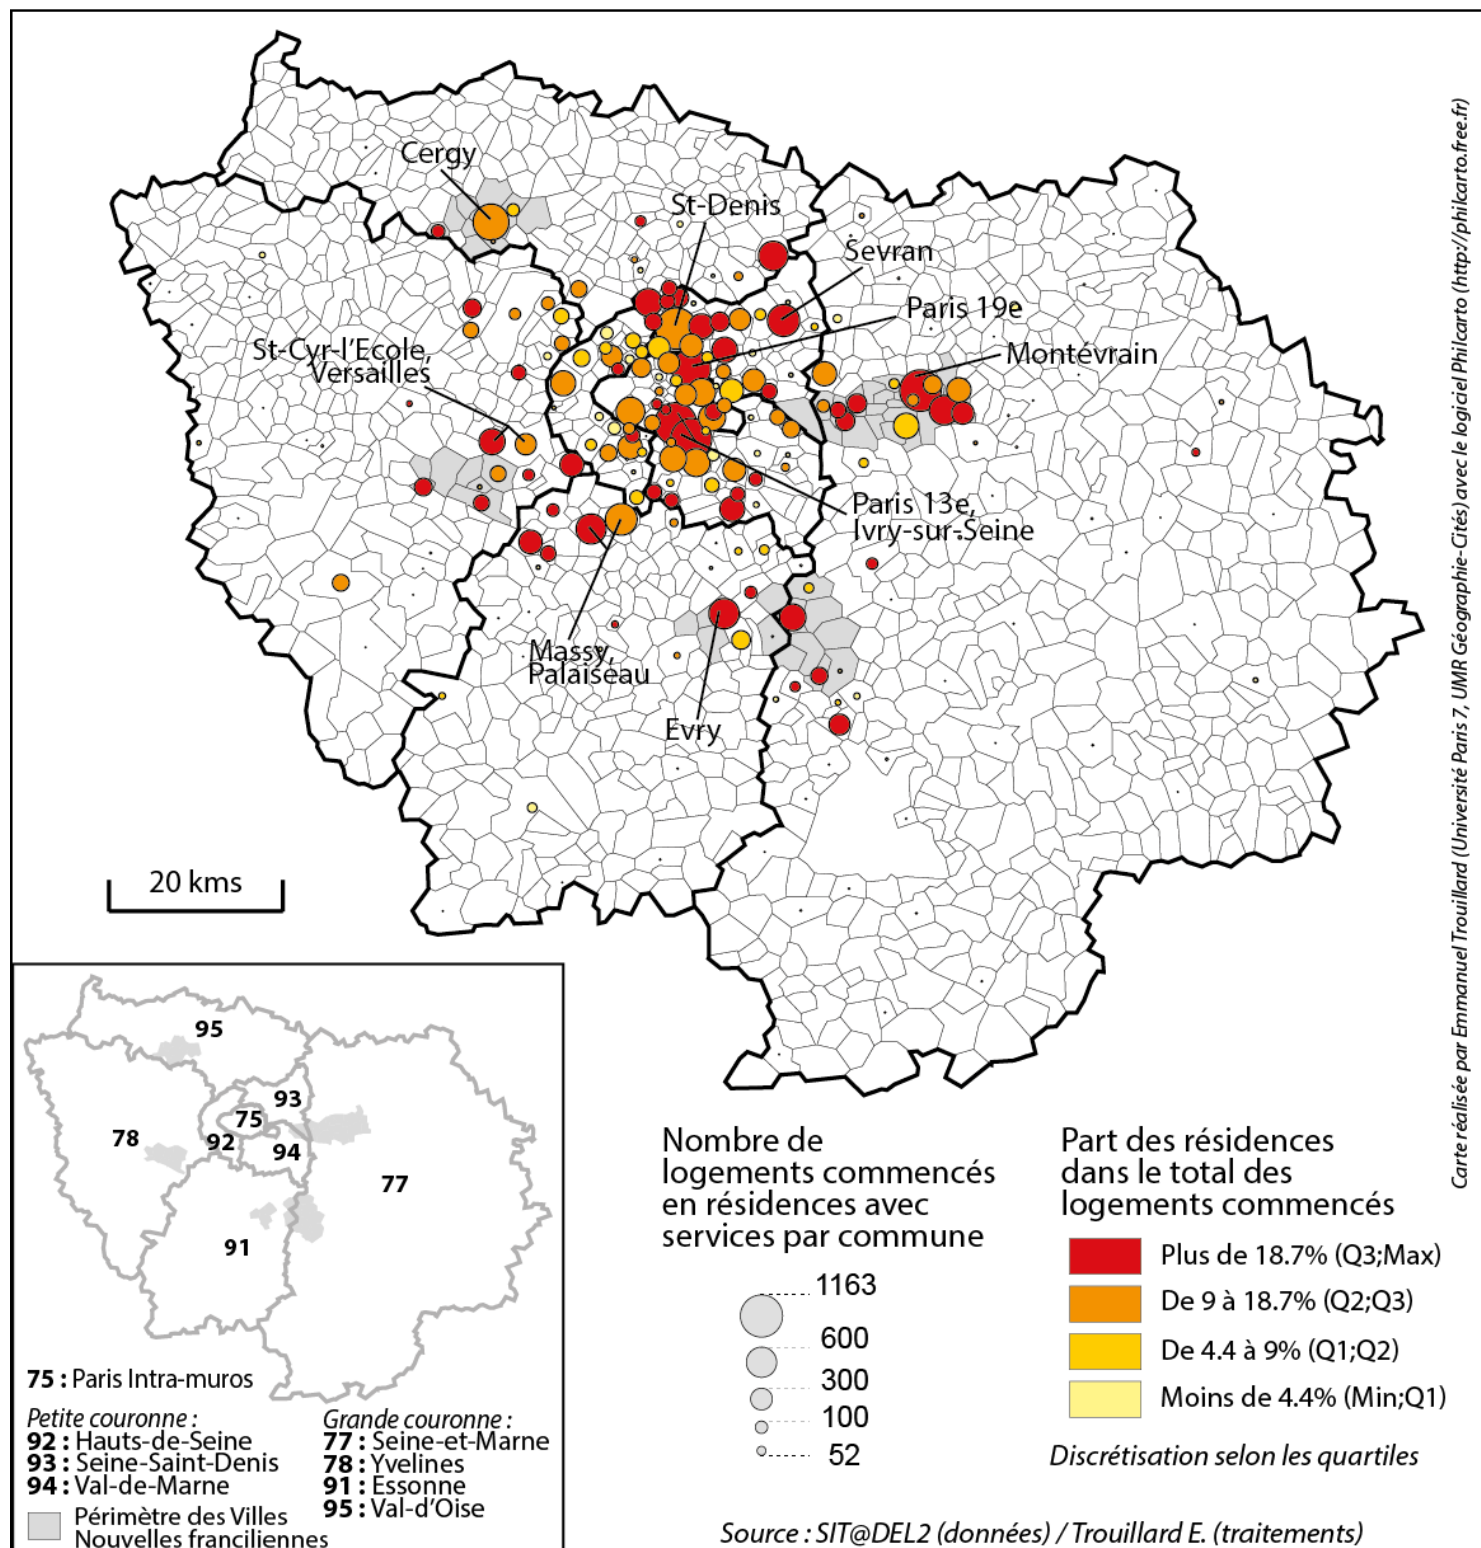 Cergy
St-Denis
Sevran
Paris 19e
Montévrain
St-Cyr-l'Ecole,
Versailles
Paris 13e,
Ivry-sur-Seine
Massy,
Palaiseau
Evry
20 kms
Carte réalisée par Emmanuel Trouillard (Université Paris 7, UMR Géographie-Cités) avec le logiciel Philcarto (http://philcarto.free.fr)
95
93
75
78
92
94
77
91
75 : Paris Intra-muros
Petite couronne :
92 : Hauts-de-Seine
93 : Seine-Saint-Denis
94 : Val-de-Marne
Grande couronne :
77 : Seine-et-Marne
78 : Yvelines
91 : Essonne
95 : Val-d'Oise
Périmètre des Villes
Nouvelles franciliennes
Nombre de
logements commencés
en résidences avec
services par commune
1163
600
300
100
52
Part des résidences
dans le total des
logements commencés
Plus de 18.7% (Q3;Max)
De 9 à 18.7% (Q2;Q3)
De 4.4 à 9% (Q1;Q2)
Moins de 4.4% (Min;Q1)
Discrétisation selon les quartiles
Source : SIT@DEL2 (données) / Trouillard E. (traitements)